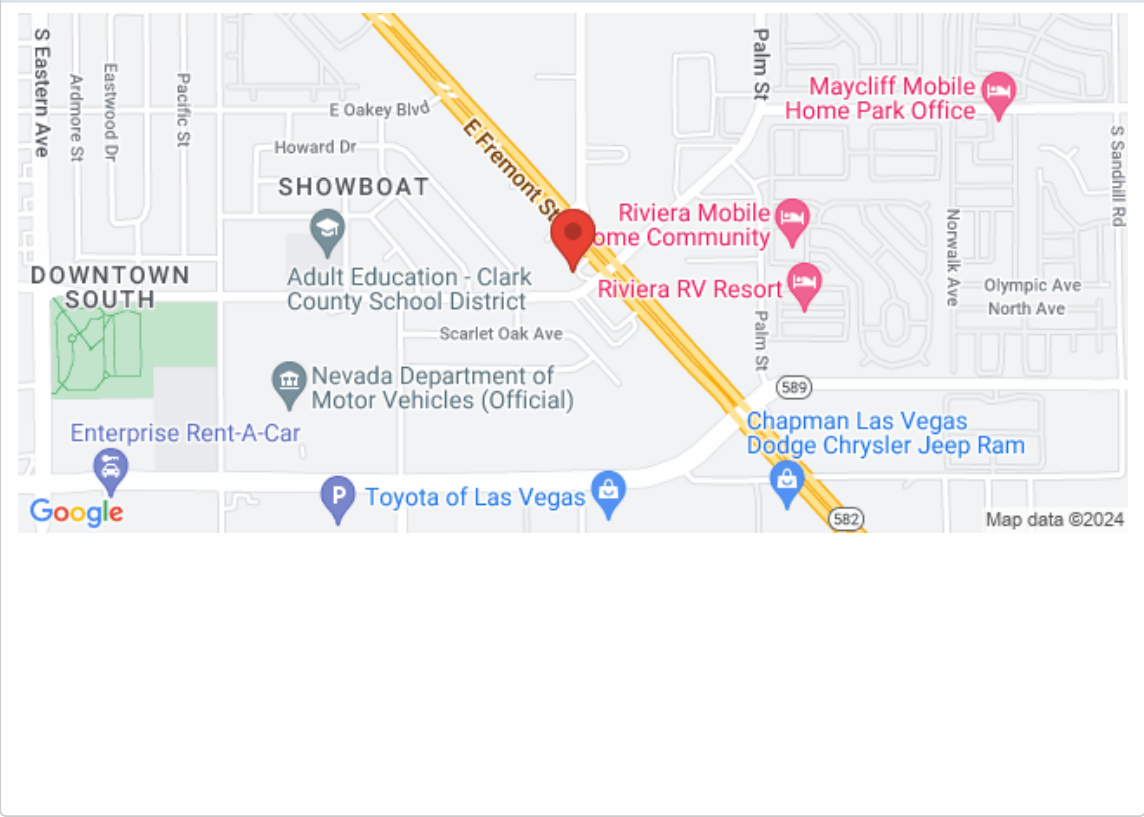 S Eastern Ave
Ardmore St
Eastwood Dr
Pacific St
E Oakey Blvd
Howard Dr
E Fremont St
Palm St
Maycliff Mobile
Home Park Office
S Sandhill Rd
SHOWBOAT
Riviera Mobile
ome Community
Norwalk Ave
DOWNTOWN
SOUTH
Adult Education - Clark
County School District
Riviera RV Resort
Olympic Ave
North Ave
Scarlet Oak Ave
Palm St
Nevada Department of
Motor Vehicles (Official)
589
Enterprise Rent-A-Car
Chapman Las Vegas
Dodge Chrysler Jeep Ram
P
Toyota of Las Vegas
Google
582
Map data ©2024